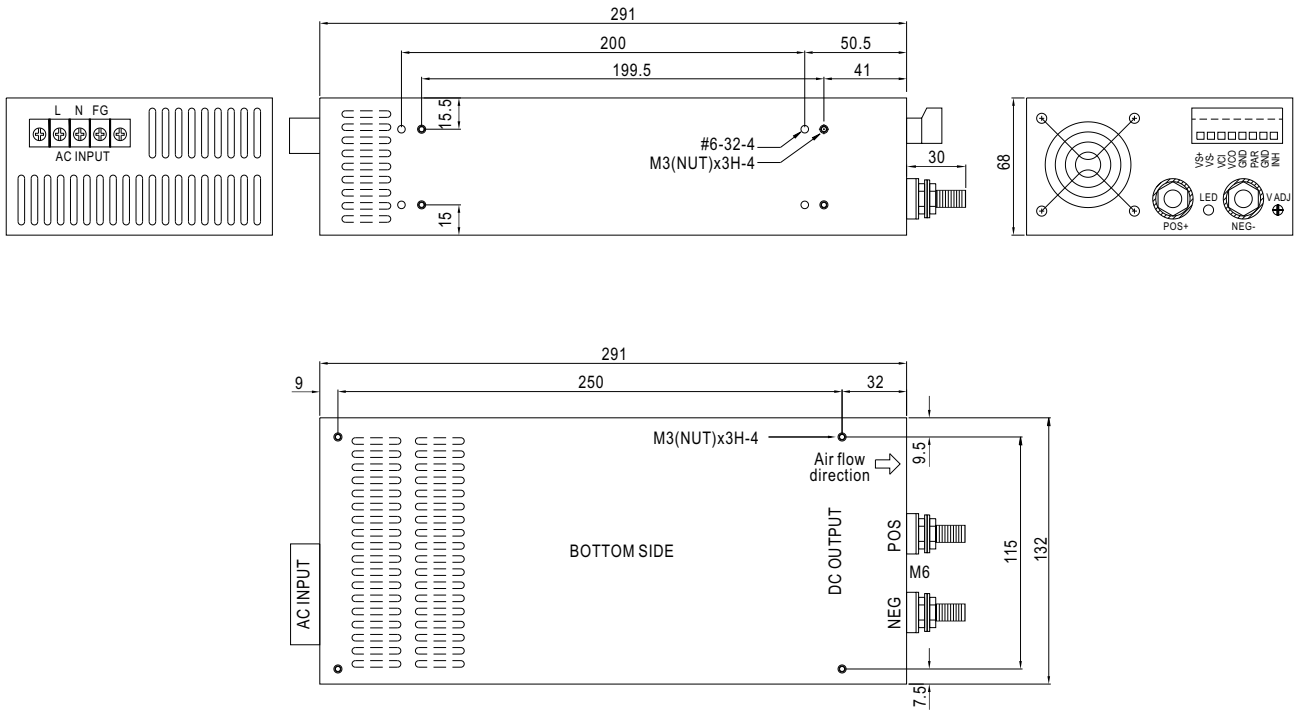 291
200
50.5
199.5
41
L N FG
AC INPUT
15.5
#6-32-4
M3(NUT)x3H-4
15
30
68
VS+
VS-
VCI
VCO
GND
PAR
GND
INH
LED
V ADJ
POS+
NEG-
291
9
250
32
M3(NUT)x3H-4
Air flow
direction
9.5
AC INPUT
BOTTOM SIDE
DC OUTPUT
POS
M6
NEG
115
132
7.5